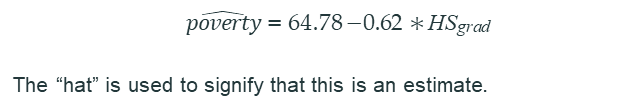 poverty = 64.78 –0.62 * HSgrad
The “hat” is used to signify that this is an estimate.